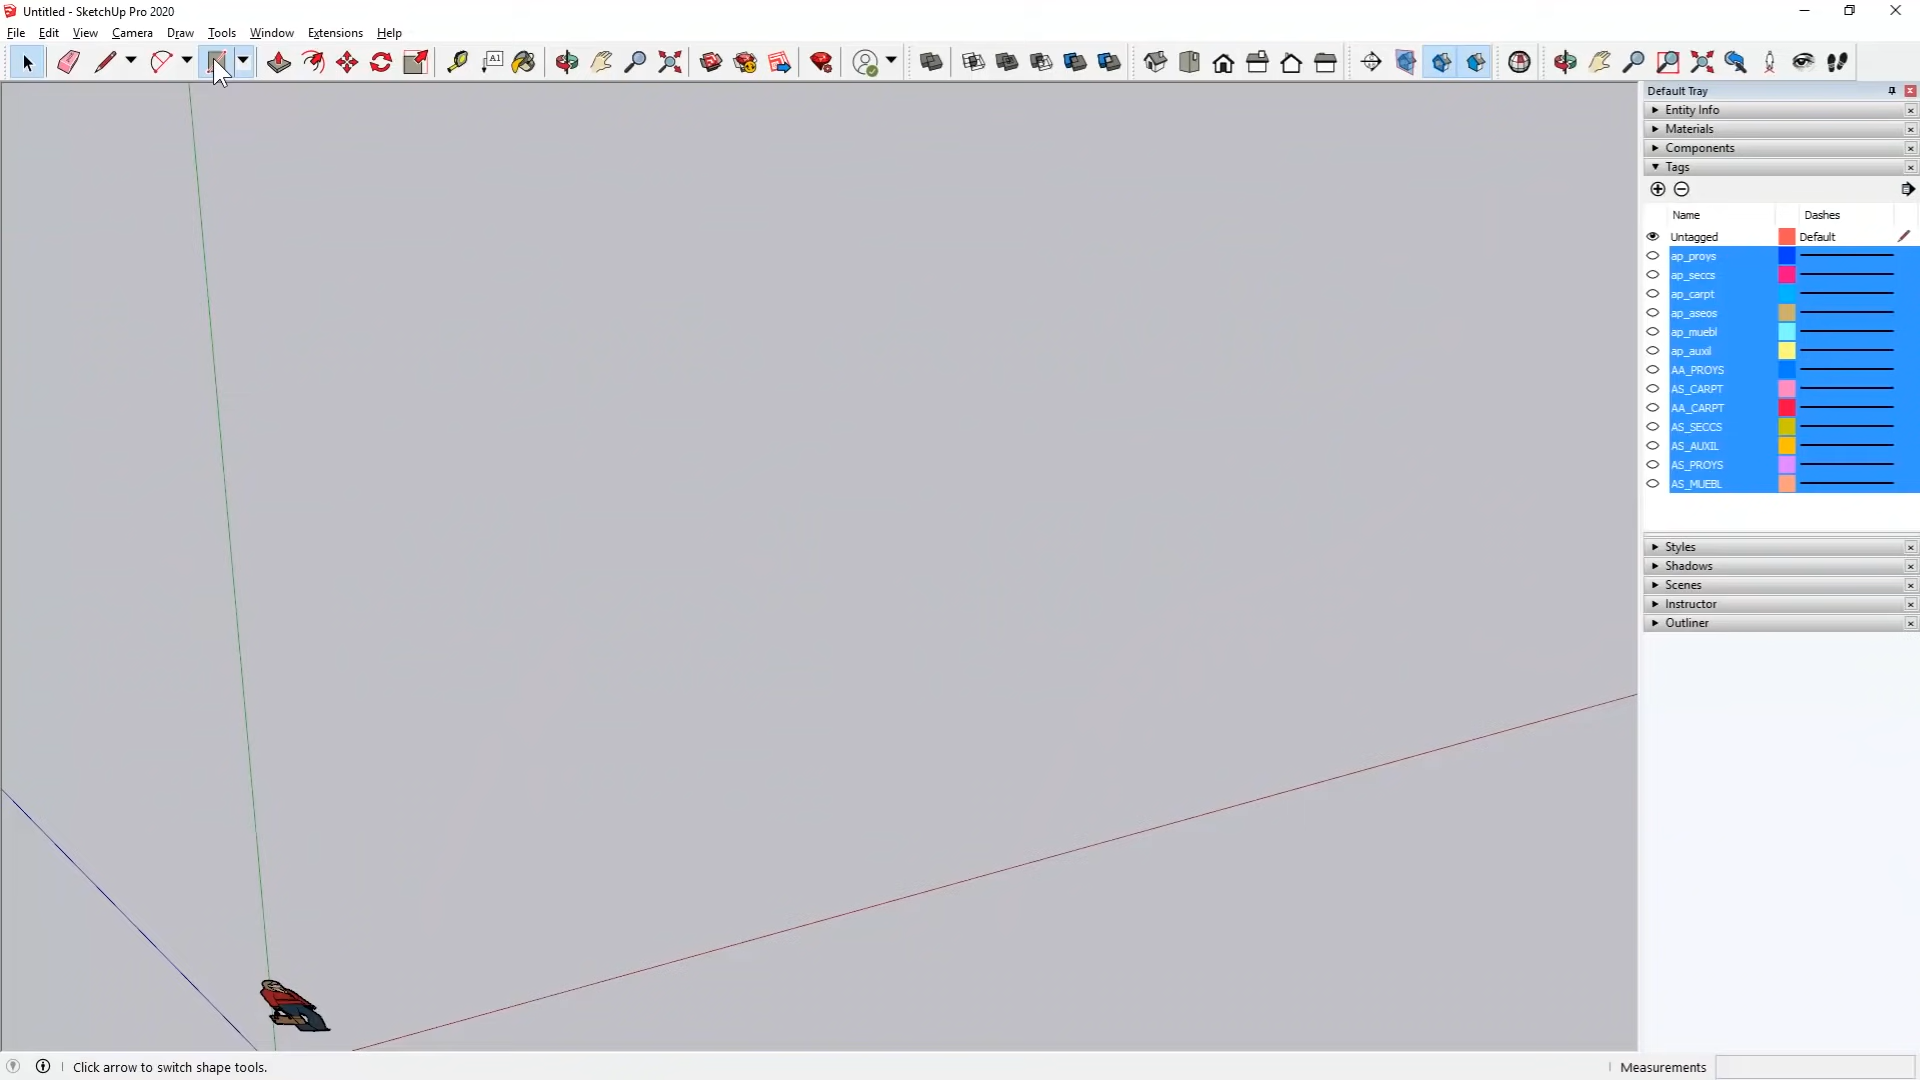 Untitled - SketchUp Pro 2020
File Edit View Camera Draw Tools Window Extensions Help
A1
Default Tray
Entity Info
Materials
Components
Tags
Name Dashes
Untagged Default
ap_proys
ap_seccs
ap_carpt
ap_aseos
ap_muebl
ap_auxil
AA_PROYS
AS_CARPT
AA_CARPT
AS_SECCS
AS_AUXIL
AS_PROYS
AS_MUEBL
Styles
Shadows
Scenes
Instructor
Outliner
Click arrow to switch shape tools.
Measurements